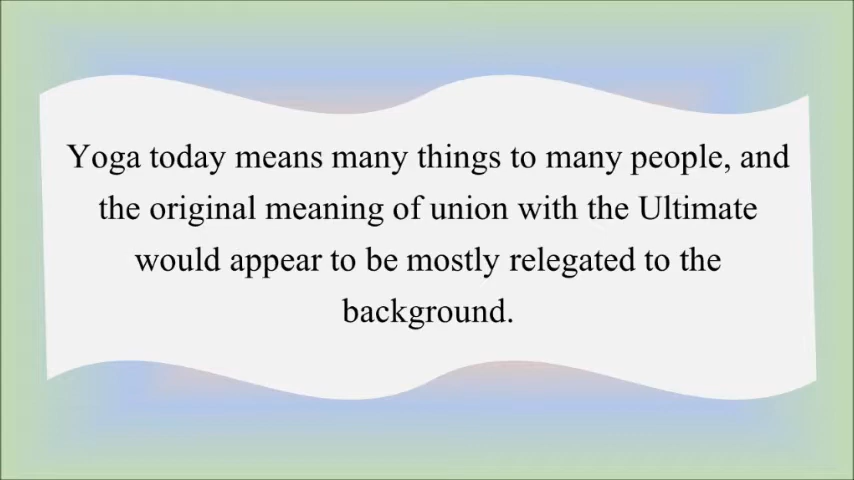 Yoga today means many things to many people, and
the original meaning of union with the Ultimate
would appear to be mostly relegated to the
background.